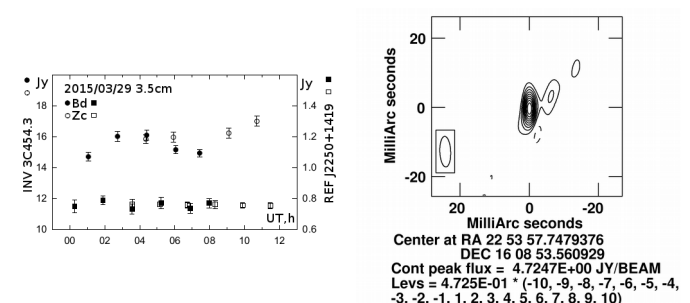 Jy
2015/03/29 3.5cm
Bd
Zc
Jy
18
16
14
12
10
1.4
1.2
1.0
0.8
0.6
INV 3C454.3
REF J2250+1419
UT,h
00 02 04 06 08 10 12
MilliArc seconds
20
0
-20
20 0 -20
MilliArc seconds
Center at RA 22 53 57.7479376
DEC 16 08 53.560929
Cont peak flux = 4.7247E+00 JY/BEAM
Levs = 4.725E-01 * (-10, -9, -8, -7, -6, -5, -4,
-3, -2, -1, 1, 2, 3, 4, 5, 6, 7, 8, 9, 10)